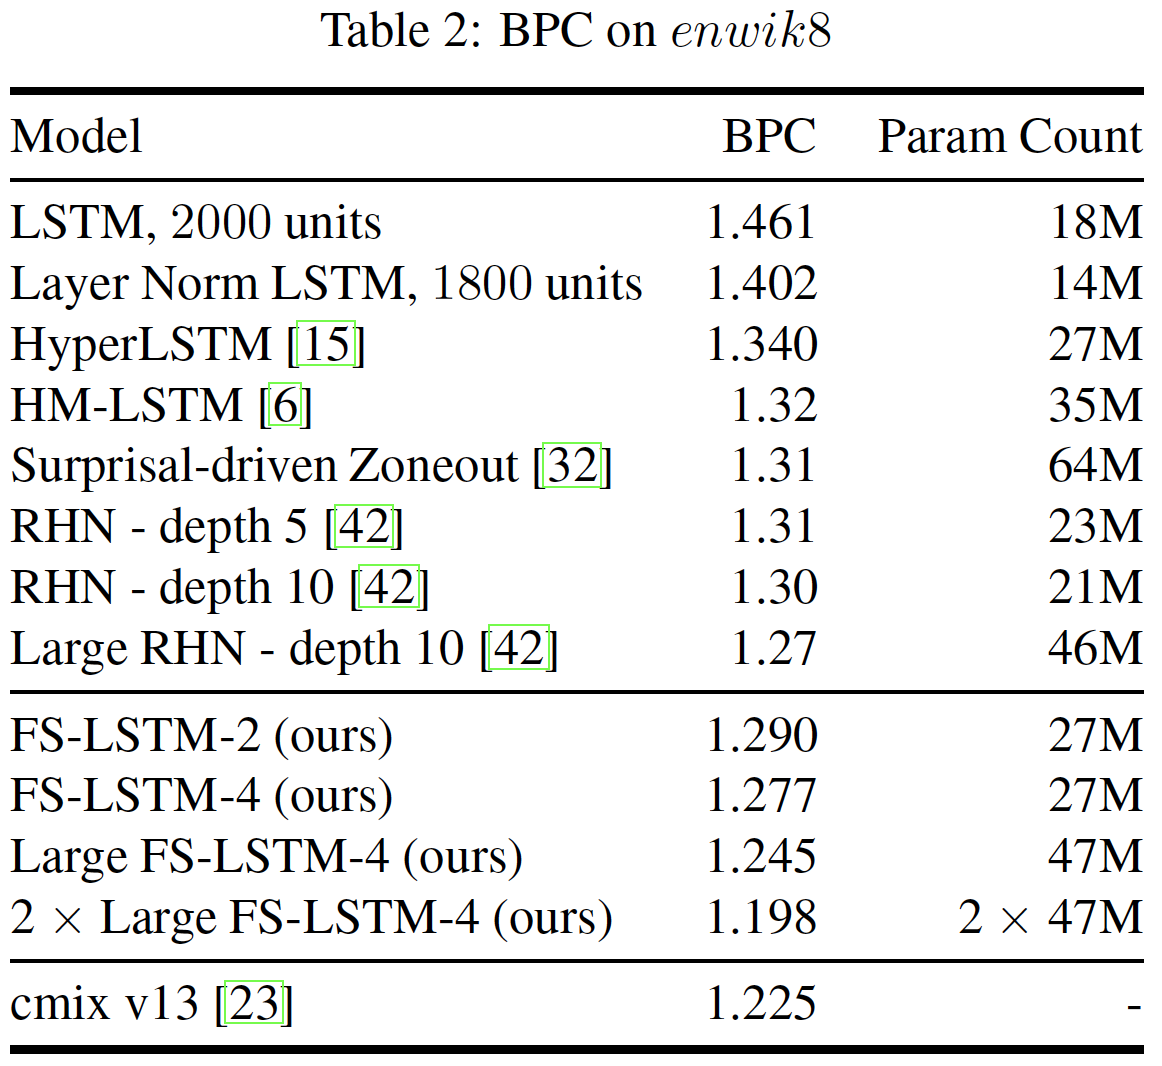 Table 2: BPC on enwik8
Model BPC Param Count
LSTM, 2000 units 1.461 18M
Layer Norm LSTM, 1800 units 1.402 14M
HyperLSTM [15] 1.340 27M
HM-LSTM [6] 1.32 35M
Surprisal-driven Zoneout [32] 1.31 64M
RHN - depth 5 [42] 1.31 23M
RHN - depth 10 [42] 1.30 21M
Large RHN - depth 10 [42] 1.27 46M
FS-LSTM-2 (ours) 1.290 27M
FS-LSTM-4 (ours) 1.277 27M
Large FS-LSTM-4 (ours) 1.245 47M
2 × Large FS-LSTM-4 (ours) 1.198 2 × 47M
cmix v13 [23] 1.225 -